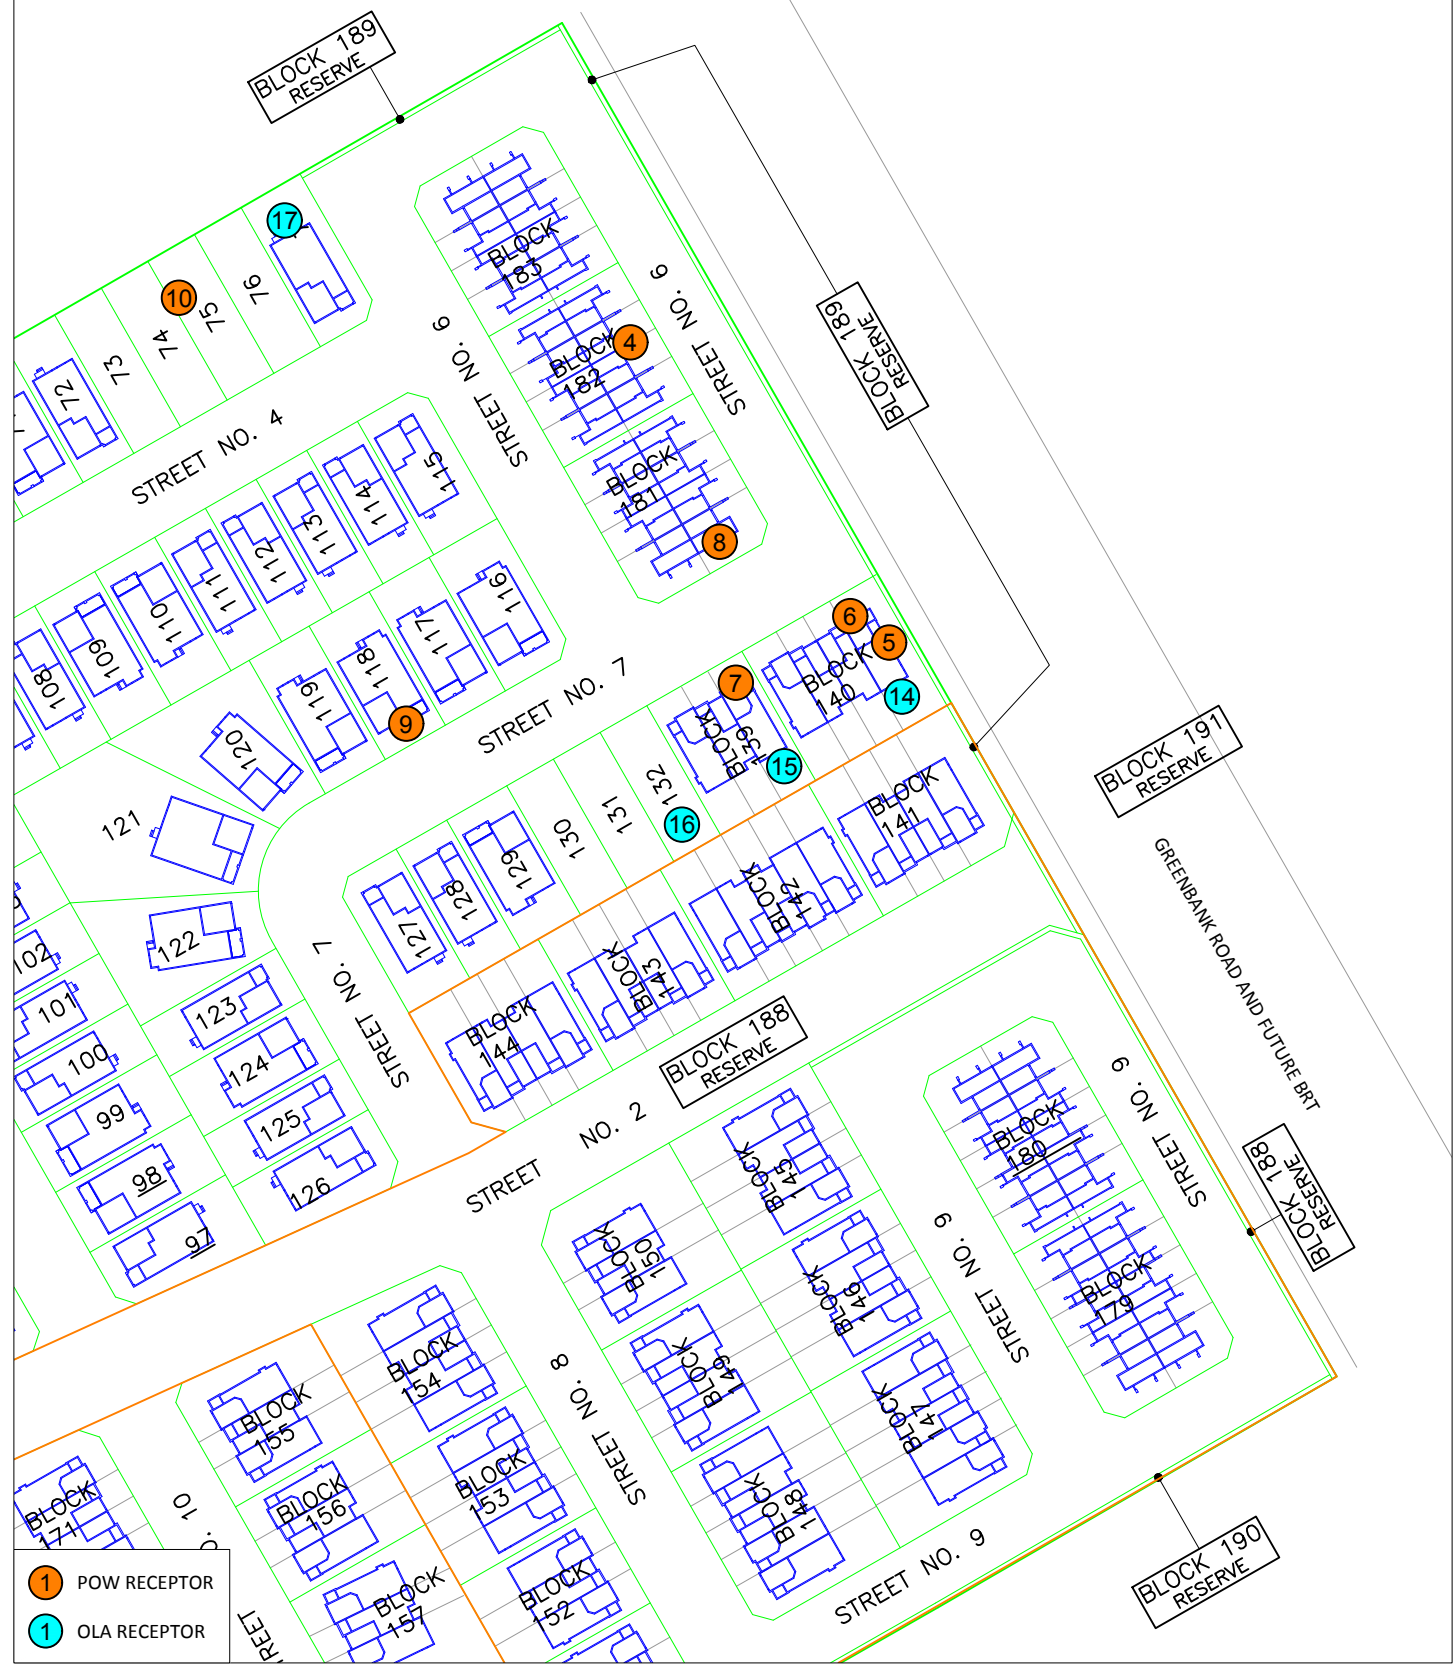 BLOCK 189
RESERVE
17
BLOCK
183
10
76
75
74
73
72
STREET NO. 6
STREET NO. 6
4
BLOCK
182
BLOCK 189
RESERVE
STREET NO. 4
115
114
113
112
111
110
109
108
BLOCK
181
8
116
117
118
119
120
121
9
STREET NO. 7
6
5
7
14
BLOCK
140
BLOCK
139
15
132
16
131
130
129
128
127
BLOCK
141
BLOCK
142
BLOCK
143
BLOCK
144
BLOCK 191
RESERVE
GREENBANK ROAD AND FUTURE BRT
122
102
101
100
99
98
97
123
124
125
126
STREET NO. 7
BLOCK 188
RESERVE
STREET NO. 2
BLOCK
145
BLOCK
146
BLOCK
147
BLOCK
148
BLOCK
149
BLOCK
150
BLOCK
180
BLOCK
179
STREET NO. 9
STREET NO. 9
BLOCK 188
RESERVE
STREET NO. 8
BLOCK
154
BLOCK
153
BLOCK
152
BLOCK
155
BLOCK
156
BLOCK
157
BLOCK
171
10
STREET NO. 9
BLOCK 190
RESERVE
1 POW RECEPTOR
1 OLA RECEPTOR